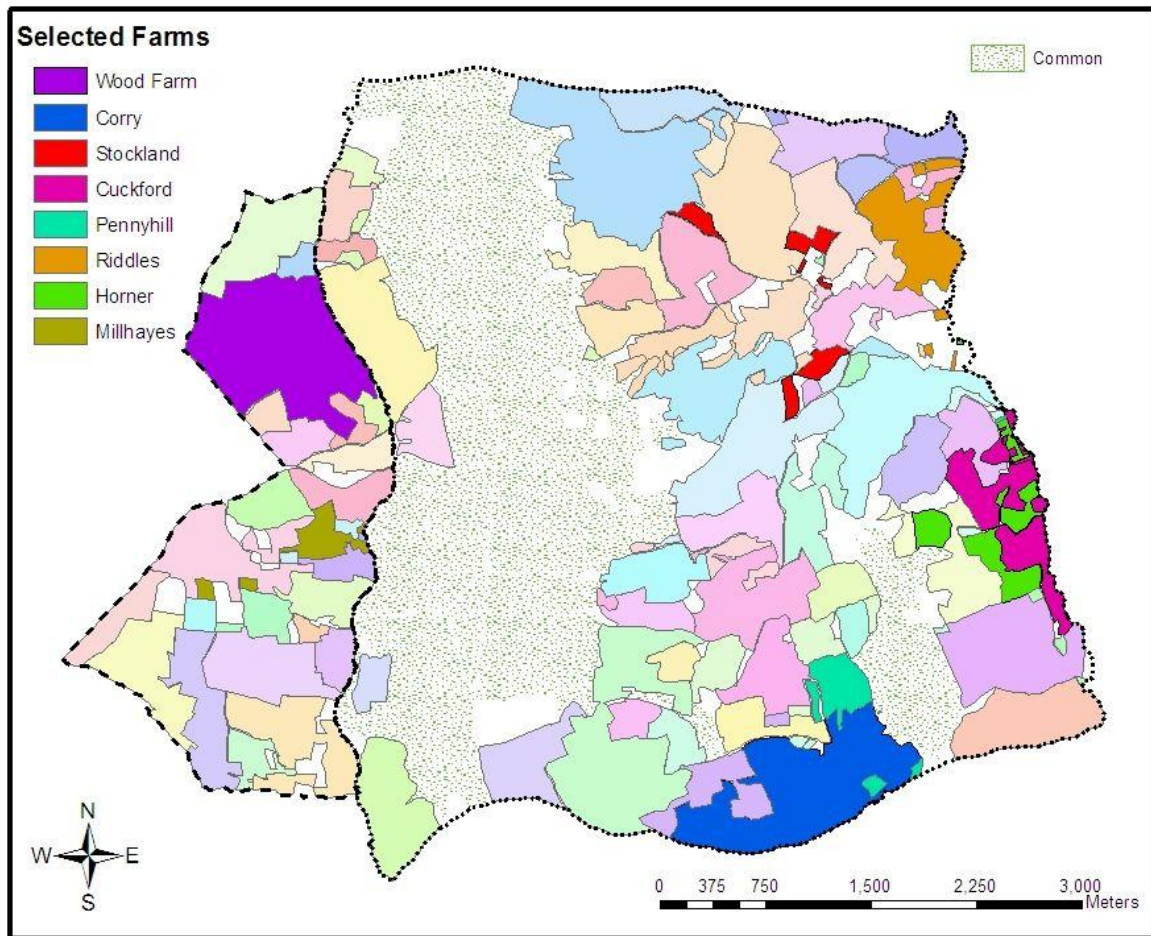 Selected Farms
Wood Farm
Corry
Stockland
Cuckford
Pennyhill
Riddles
Horner
Millhayes
Common
N
W E
S
0 375 750 1,500 2,250 3,000
Meters